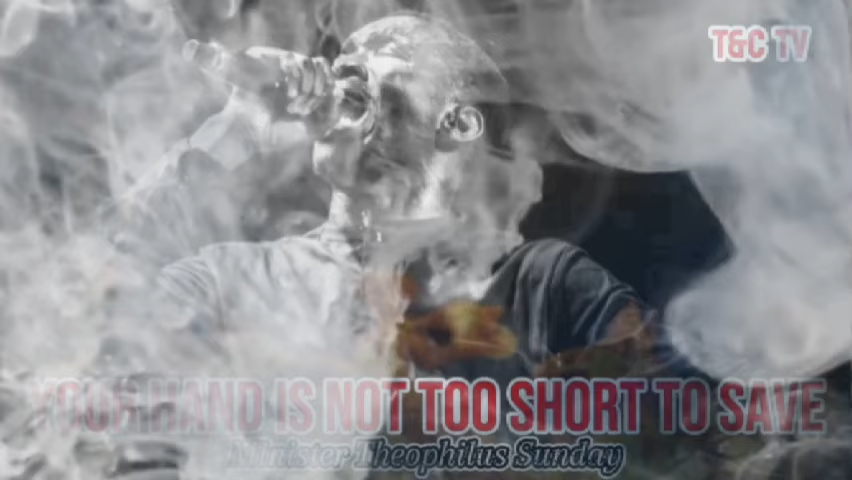 T&C TV
YOUR HAND IS NOT TOO SHORT TO SAVE
Minister Theophilus Sunday